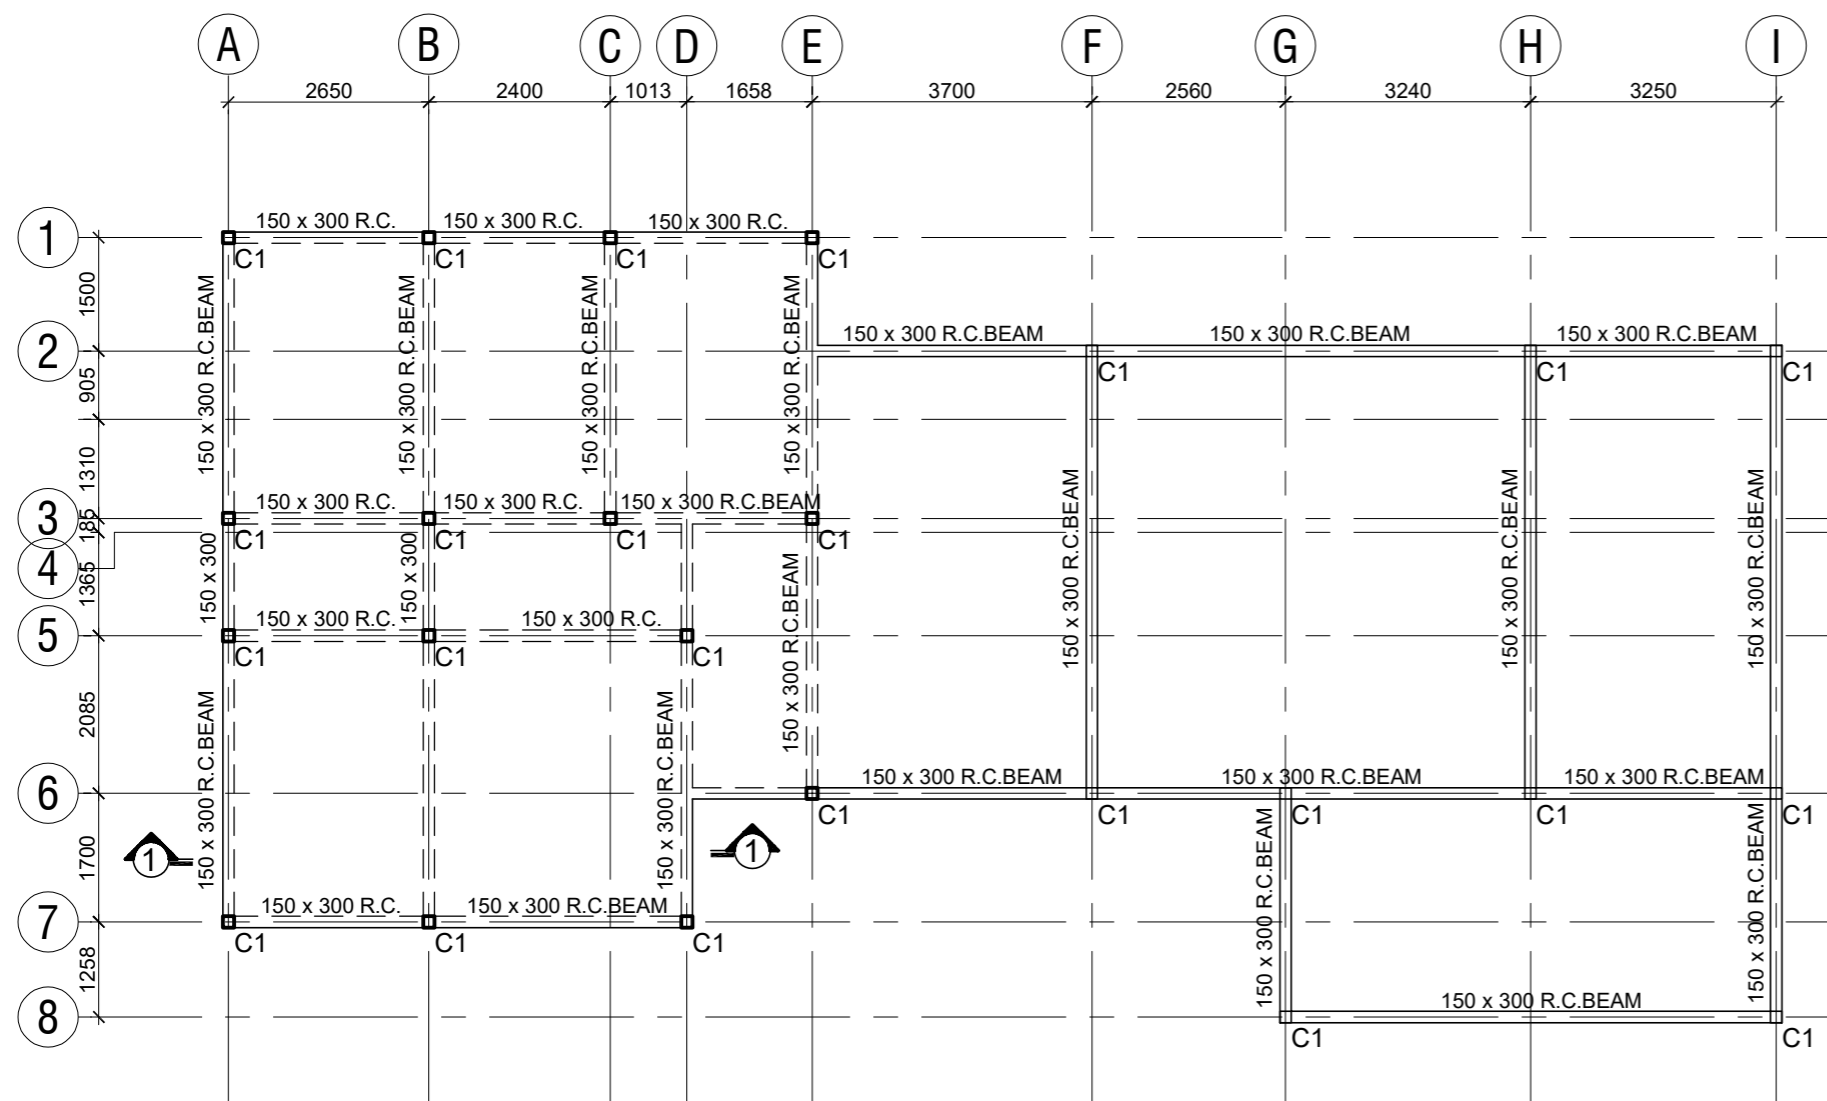 A B C D E F G H I
2650 2400 1013 1658 3700 2560 3240 3250
1
150 x 300 R.C. 150 x 300 R.C. 150 x 300 R.C.
C1 C1 C1 C1
1500
150 x 300 R.C.BEAM 150 x 300 R.C.BEAM 150 x 300 R.C.BEAM 150 x 300 R.C.BEAM
150 x 300 R.C.BEAM 150 x 300 R.C.BEAM 150 x 300 R.C.BEAM
2
C1 C1 C1
905
1310
150 x 300 R.C. 150 x 300 R.C. 150 x 300 R.C.BEAM
3
185
C1 C1 C1 C1
4
1365
150 x 300 150 x 300 150 x 300 R.C.BEAM 150 x 300 R.C.BEAM 150 x 300 R.C.BEAM 150 x 300 R.C.BEAM
150 x 300 R.C. 150 x 300 R.C.
5
C1 C1 C1
2085
150 x 300 R.C.BEAM 150 x 300 R.C.BEAM
150 x 300 R.C.BEAM 150 x 300 R.C.BEAM 150 x 300 R.C.BEAM
6
C1 C1 C1 C1
1700
1 1
150 x 300 R.C.BEAM 150 x 300 R.C.BEAM
150 x 300 R.C. 150 x 300 R.C.BEAM
7
C1 C1 C1
1258
150 x 300 R.C.BEAM
8
C1 C1